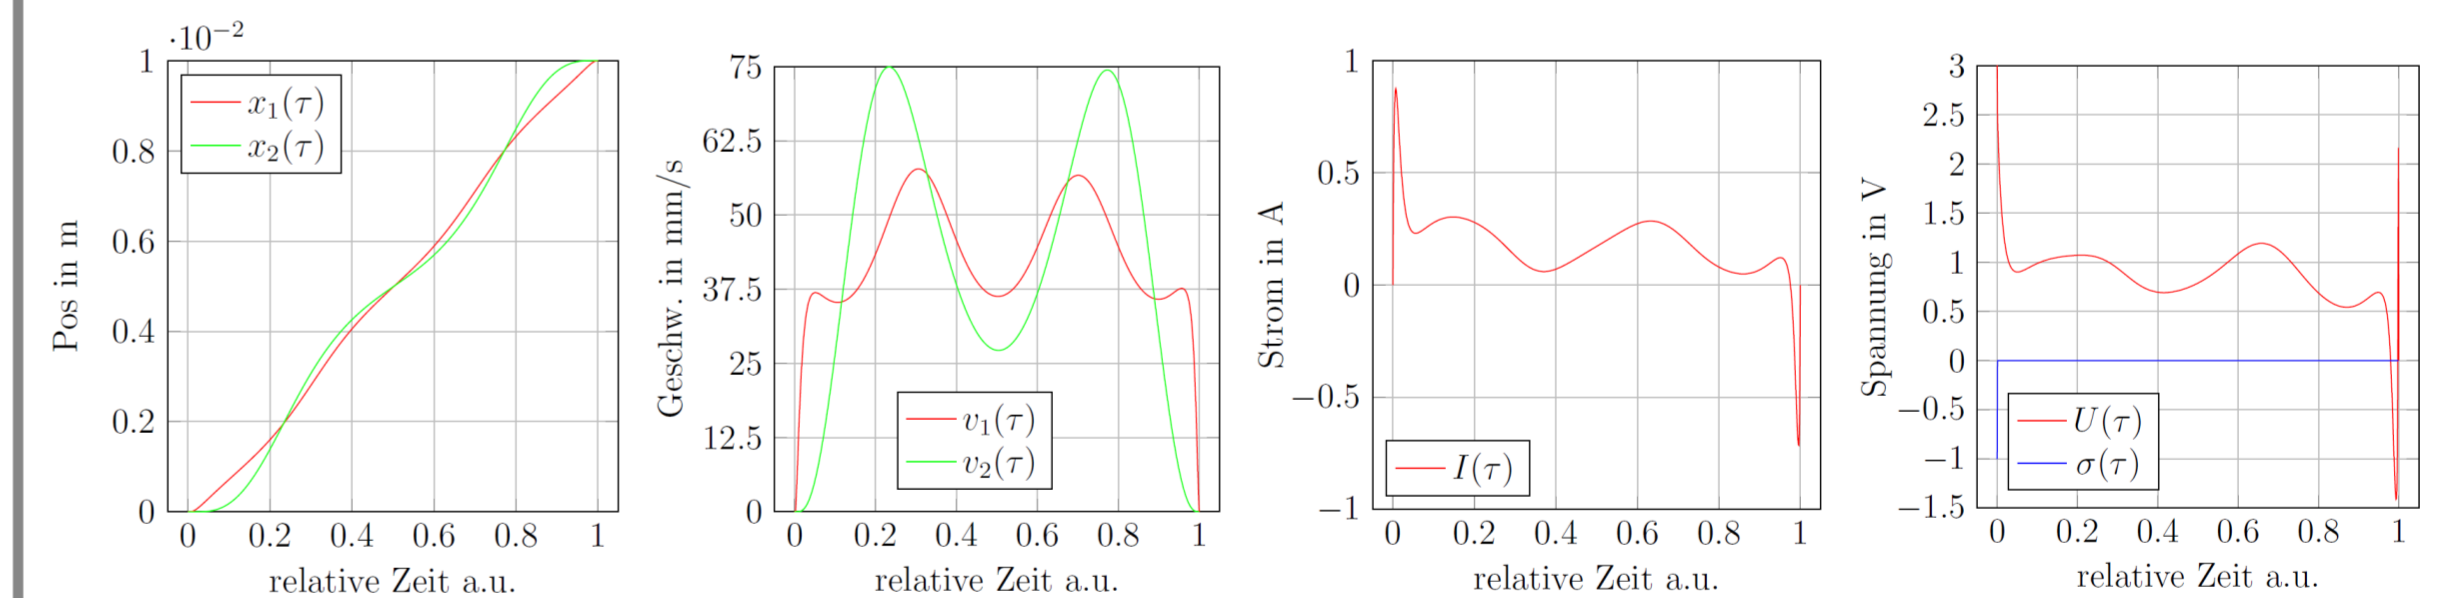 ·10⁻²
1
0.8
0.6
0.4
0.2
0
0 0.2 0.4 0.6 0.8 1
Pos in m
relative Zeit a.u.
x₁(τ)
x₂(τ)
75
62.5
50
37.5
25
12.5
0
0 0.2 0.4 0.6 0.8 1
Geschw. in mm/s
relative Zeit a.u.
v₁(τ)
v₂(τ)
1
0.5
0
−0.5
−1
0 0.2 0.4 0.6 0.8 1
Strom in A
relative Zeit a.u.
I(τ)
3
2.5
2
1.5
1
0.5
0
−0.5
−1
−1.5
0 0.2 0.4 0.6 0.8 1
Spannung in V
relative Zeit a.u.
U(τ)
σ(τ)